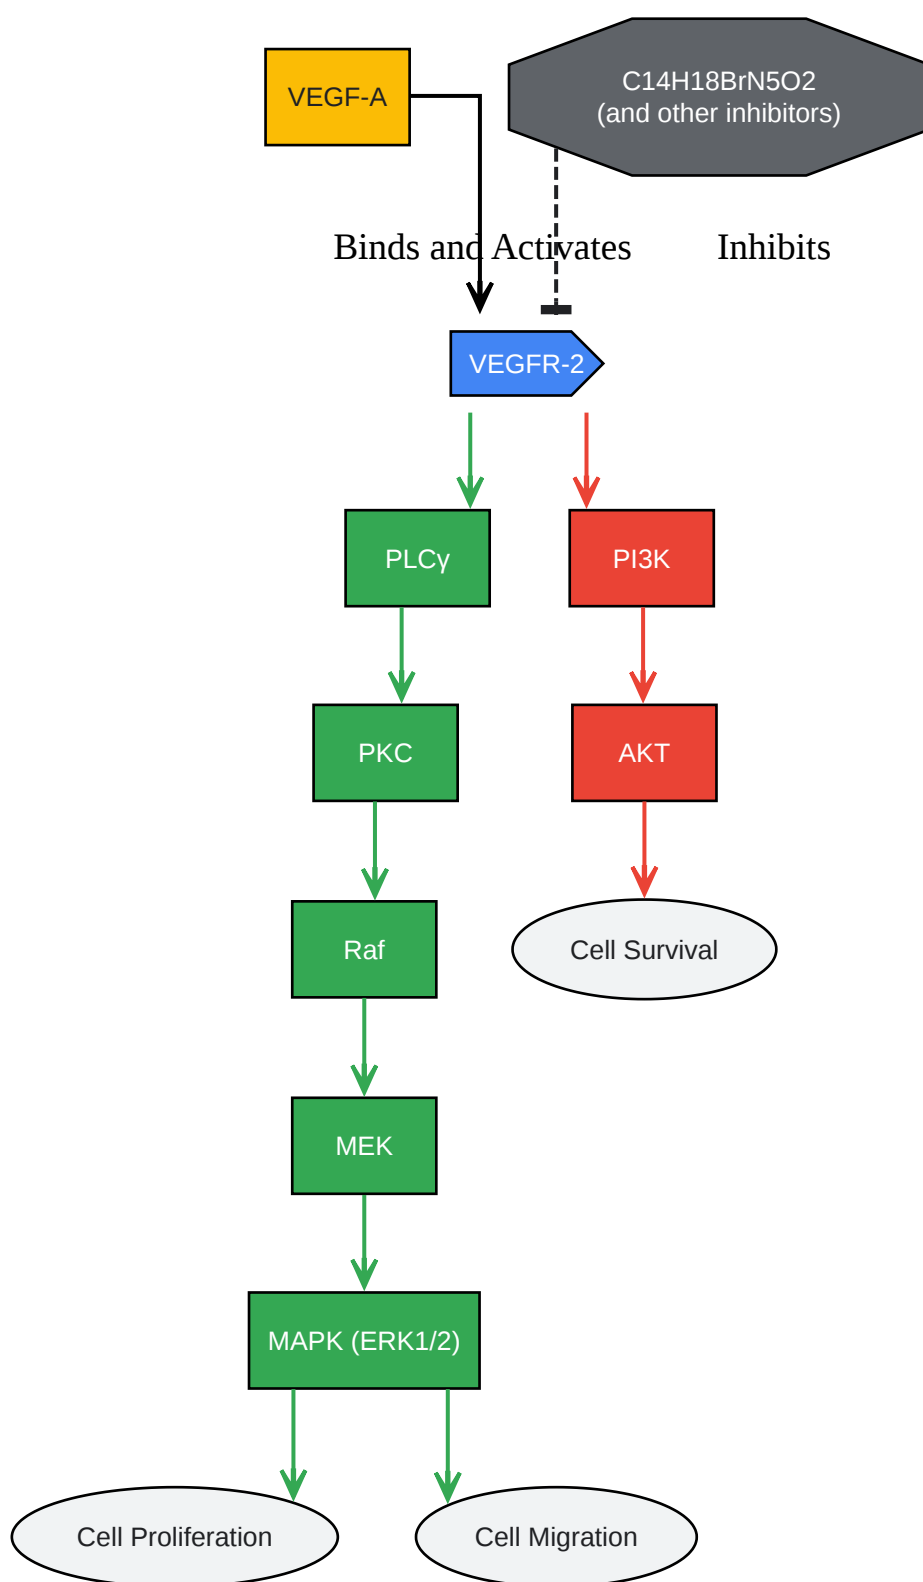 VEGF-A
C14H18BrN5O2
(and other inhibitors)
Binds and Activates
Inhibits
VEGFR-2
PLCγ
PI3K
PKC
AKT
Raf
Cell Survival
MEK
MAPK (ERK1/2)
Cell Proliferation
Cell Migration